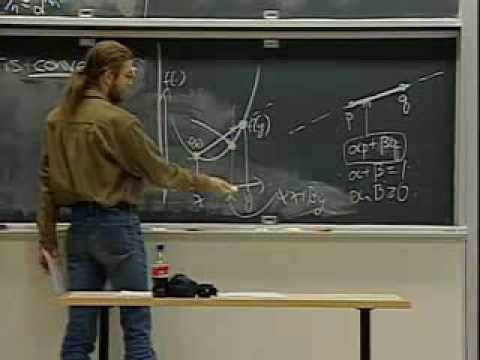 is convex
f(·)
f(y)
q
p
αp+βq
α+β=1
α,β≥0
x
y
αx+βy